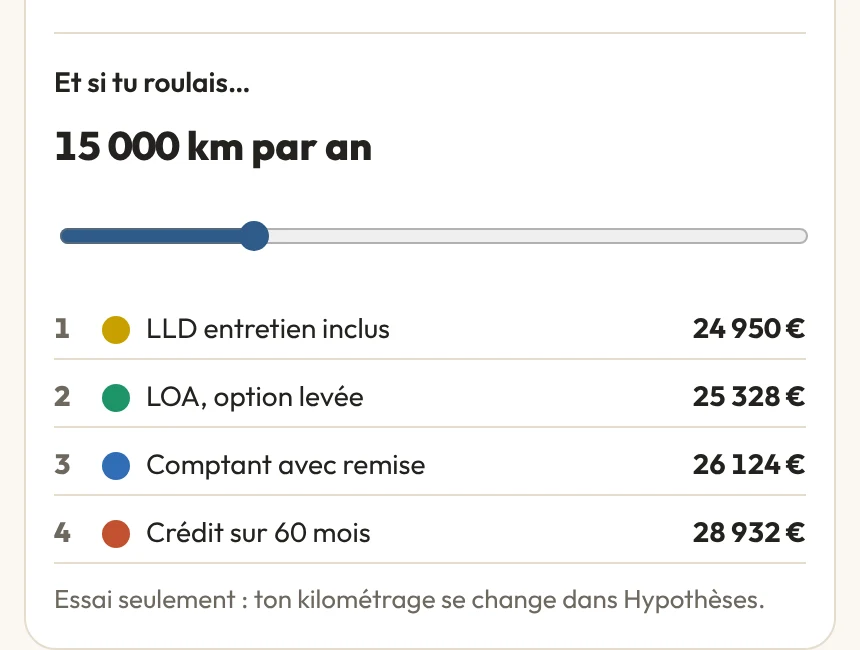 Et si tu roulais...
15 000 km par an
1 LLD entretien inclus 24 950 €
2 LOA, option levée 25 328 €
3 Comptant avec remise 26 124 €
4 Crédit sur 60 mois 28 932 €
Essai seulement : ton kilométrage se change dans Hypothèses.